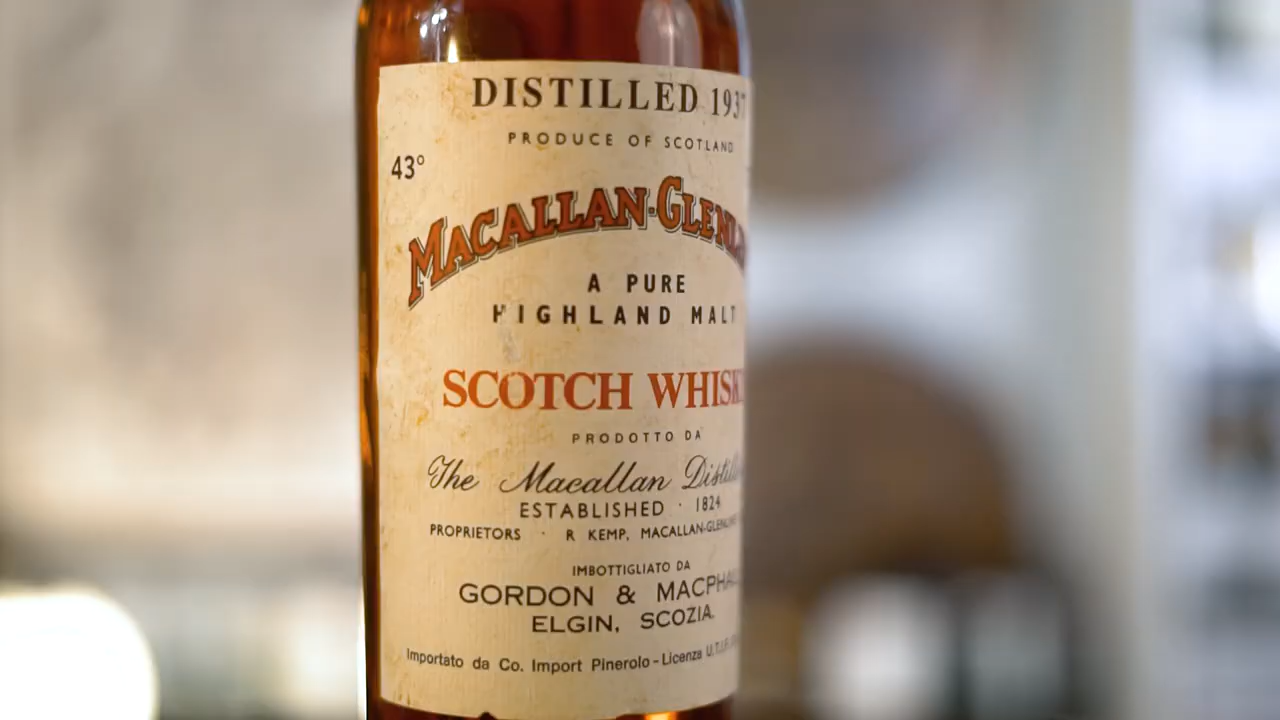 DISTILLED 1937
PRODUCE OF SCOTLAND
43°
MACALLAN-GLENL
A PURE
HIGHLAND MALT
SCOTCH WHISK
PRODOTTO DA
The Macallan Distill
ESTABLISHED · 1824
PROPRIETORS · R KEMP, MACALLAN-GLENLI
IMBOTTIGLIATO DA
GORDON & MACPHA
ELGIN, SCOZIA.
Importato da Co. Import Pinerolo - Licenza U.T.I.F.